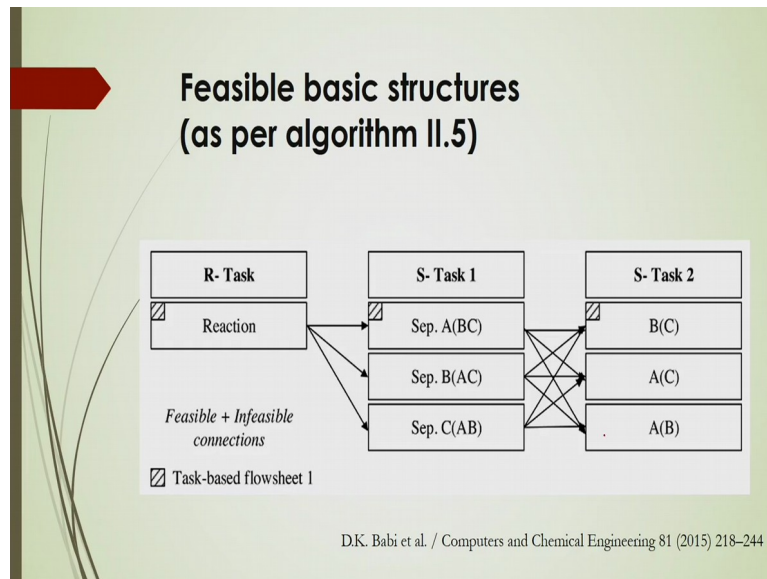 Feasible basic structures
(as per algorithm II.5)
R- Task
S- Task 1
S- Task 2
Reaction
Sep. A(BC)
B(C)
Sep. B(AC)
A(C)
Sep. C(AB)
A(B)
Feasible + Infeasible
connections
Task-based flowsheet 1
D.K. Babi et al. / Computers and Chemical Engineering 81 (2015) 218–244